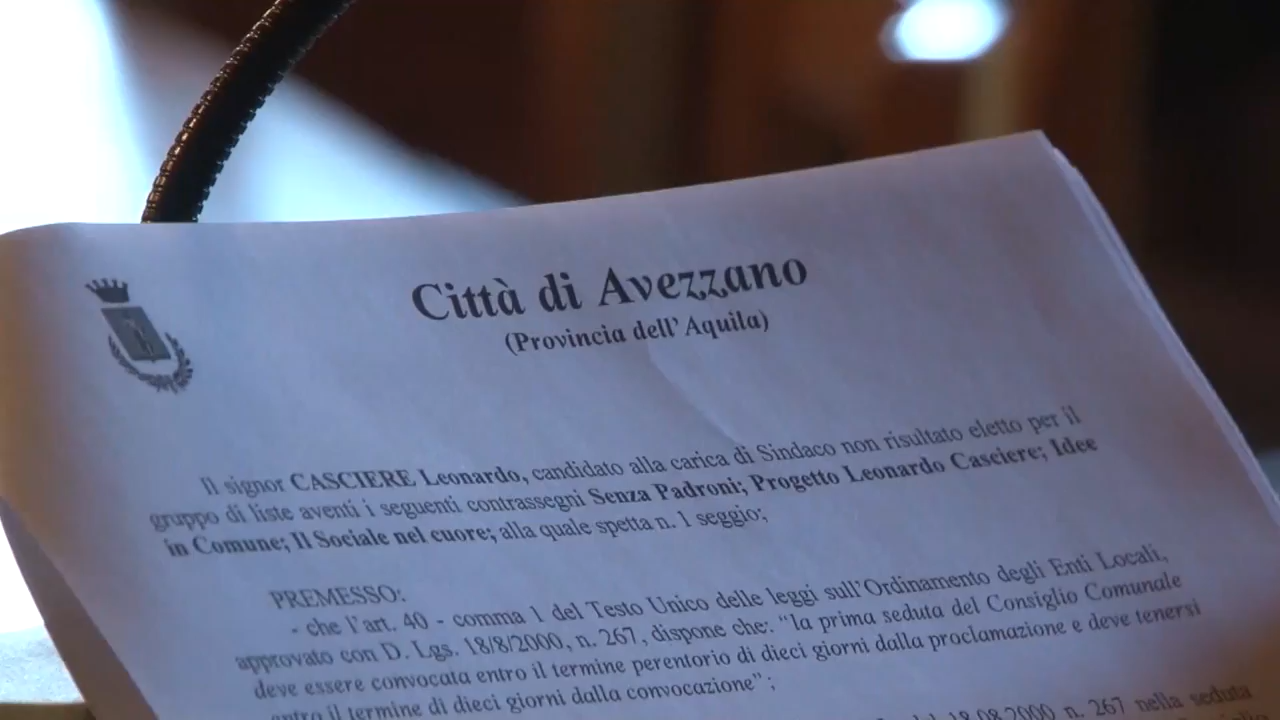 Città di Avezzano
(Provincia dell'Aquila)
Il signor CASCIERE Leonardo, candidato alla carica di Sindaco non risultato eletto per il
gruppo di liste aventi i seguenti contrassegni Senza Padroni; Progetto Leonardo Casciere; Idee
in Comune; Il Sociale nel cuore; alla quale spetta n. 1 seggio;
PREMESSO:
- che l'art. 40 - comma 1 del Testo Unico delle leggi sull'Ordinamento degli Enti Locali,
approvato con D. Lgs. 18/8/2000, n. 267, dispone che: "la prima seduta del Consiglio Comunale
deve essere convocata entro il termine perentorio di dieci giorni dalla proclamazione e deve tenersi
entro il termine di dieci giorni dalla convocazione";
18.08.2000 n. 267 nella seduta